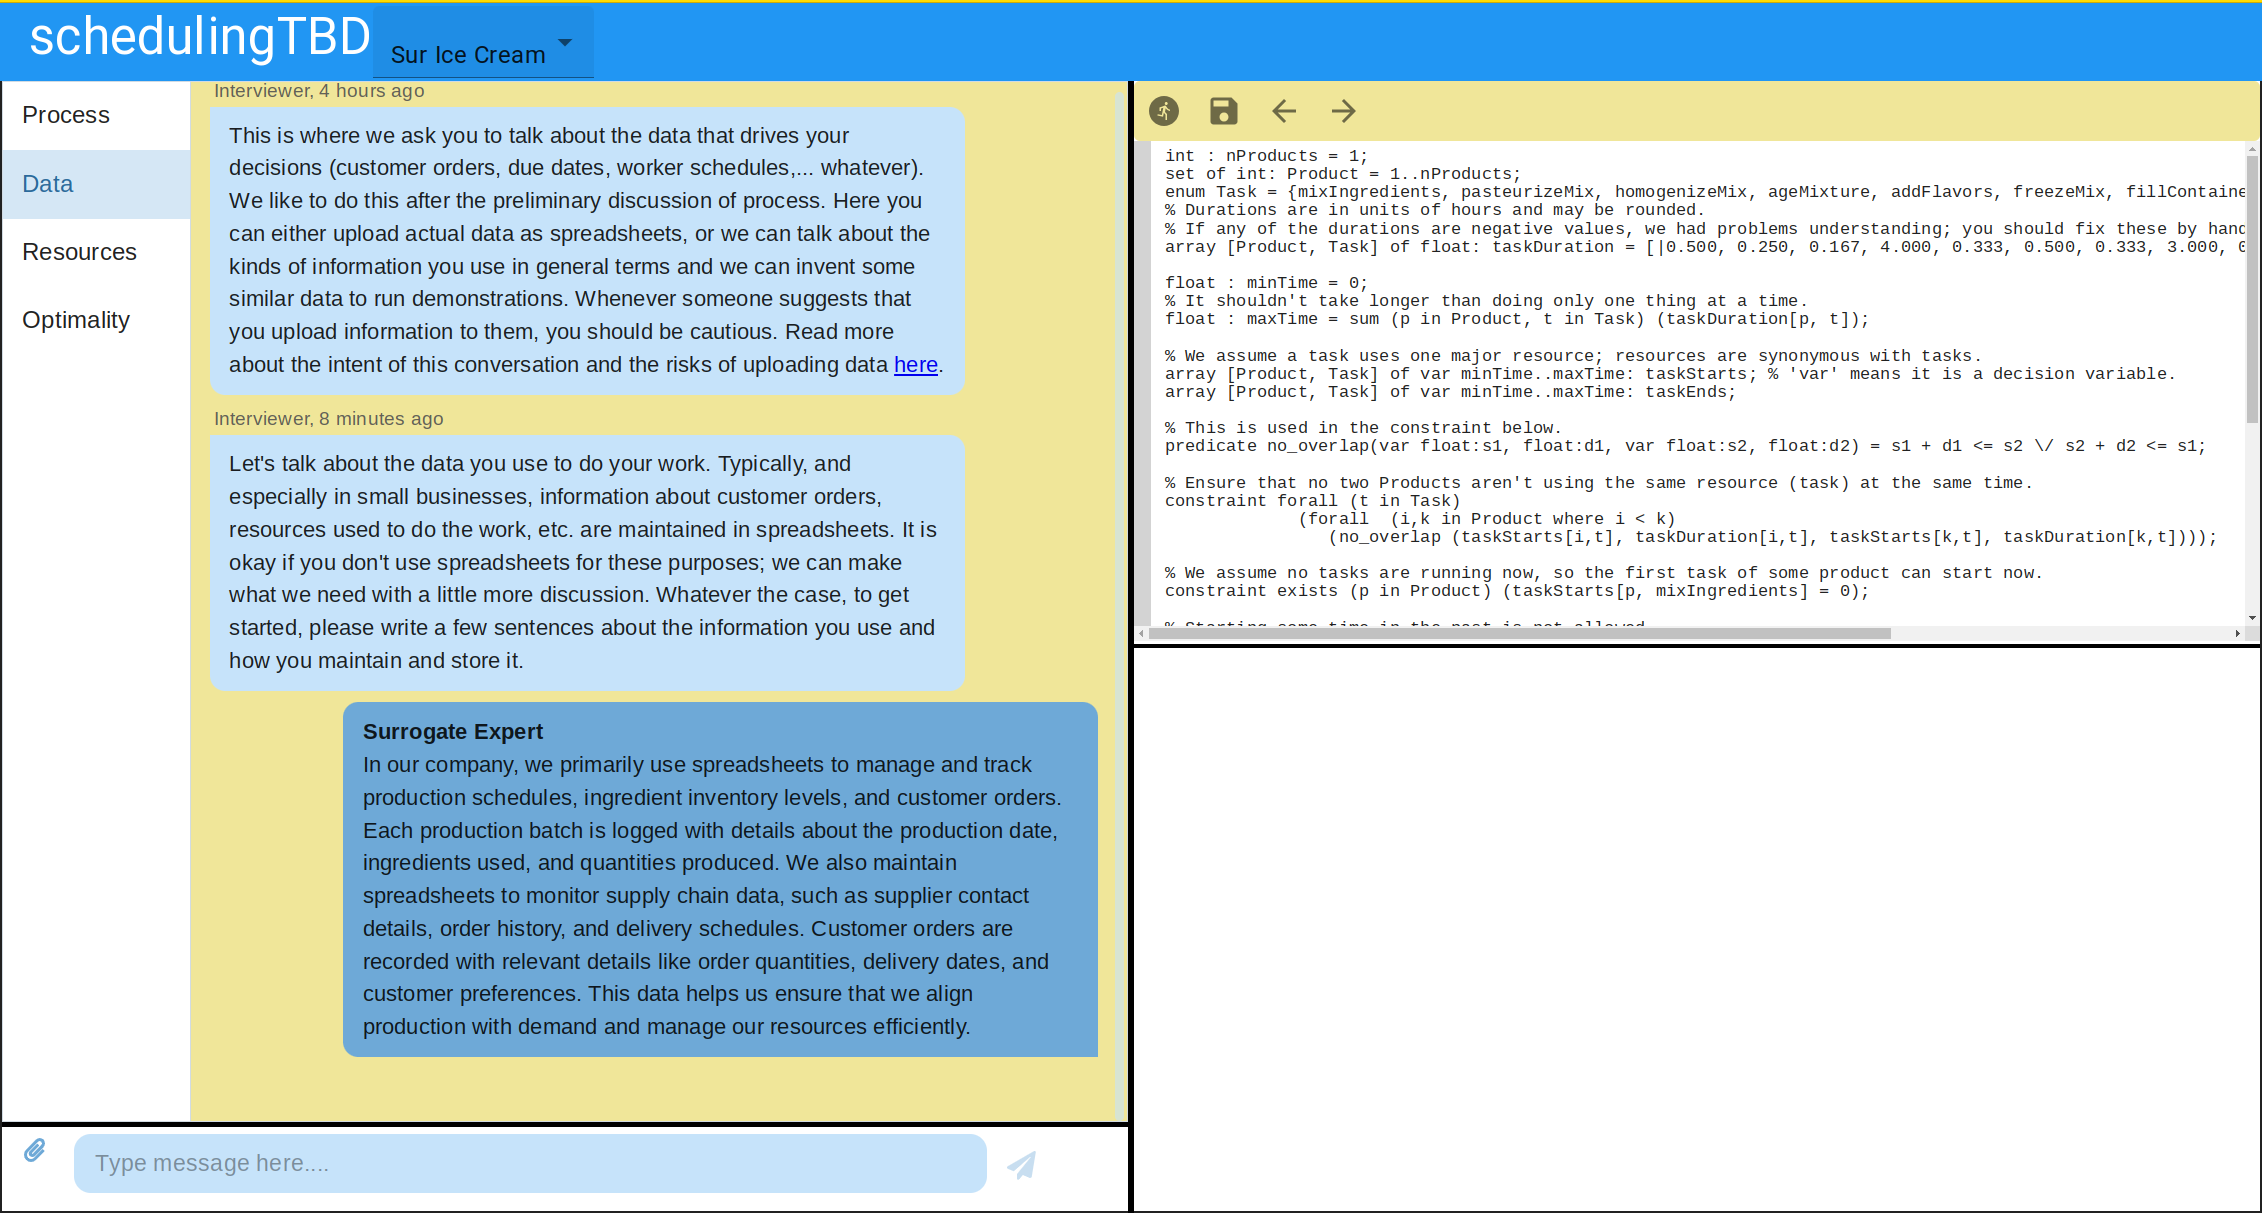 schedulingTBD
Sur Ice Cream
Process
Data
Resources
Optimality
Interviewer, 4 hours ago
This is where we ask you to talk about the data that drives your
decisions (customer orders, due dates, worker schedules,... whatever).
We like to do this after the preliminary discussion of process. Here you
can either upload actual data as spreadsheets, or we can talk about the
kinds of information you use in general terms and we can invent some
similar data to run demonstrations. Whenever someone suggests that
you upload information to them, you should be cautious. Read more
about the intent of this conversation and the risks of uploading data here.
Interviewer, 8 minutes ago
Let's talk about the data you use to do your work. Typically, and
especially in small businesses, information about customer orders,
resources used to do the work, etc. are maintained in spreadsheets. It is
okay if you don't use spreadsheets for these purposes; we can make
what we need with a little more discussion. Whatever the case, to get
started, please write a few sentences about the information you use and
how you maintain and store it.
Surrogate Expert
In our company, we primarily use spreadsheets to manage and track
production schedules, ingredient inventory levels, and customer orders.
Each production batch is logged with details about the production date,
ingredients used, and quantities produced. We also maintain
spreadsheets to monitor supply chain data, such as supplier contact
details, order history, and delivery schedules. Customer orders are
recorded with relevant details like order quantities, delivery dates, and
customer preferences. This data helps us ensure that we align
production with demand and manage our resources efficiently.
Type message here....
int : nProducts = 1;
set of int: Product = 1..nProducts;
enum Task = {mixIngredients, pasteurizeMix, homogenizeMix, ageMixture, addFlavors, freezeMix, fillContaine
% Durations are in units of hours and may be rounded.
% If any of the durations are negative values, we had problems understanding; you should fix these by hand
array [Product, Task] of float: taskDuration = [|0.500, 0.250, 0.167, 4.000, 0.333, 0.500, 0.333, 3.000, 0
float : minTime = 0;
% It shouldn't take longer than doing only one thing at a time.
float : maxTime = sum (p in Product, t in Task) (taskDuration[p, t]);
% We assume a task uses one major resource; resources are synonymous with tasks.
array [Product, Task] of var minTime..maxTime: taskStarts; % 'var' means it is a decision variable.
array [Product, Task] of var minTime..maxTime: taskEnds;
% This is used in the constraint below.
predicate no_overlap(var float:s1, float:d1, var float:s2, float:d2) = s1 + d1 <= s2 \/ s2 + d2 <= s1;
% Ensure that no two Products aren't using the same resource (task) at the same time.
constraint forall (t in Task)
(forall  (i,k in Product where i < k)
(no_overlap (taskStarts[i,t], taskDuration[i,t], taskStarts[k,t], taskDuration[k,t])));
% We assume no tasks are running now, so the first task of some product can start now.
constraint exists (p in Product) (taskStarts[p, mixIngredients] = 0);
% Starting some time in the past is not allowed